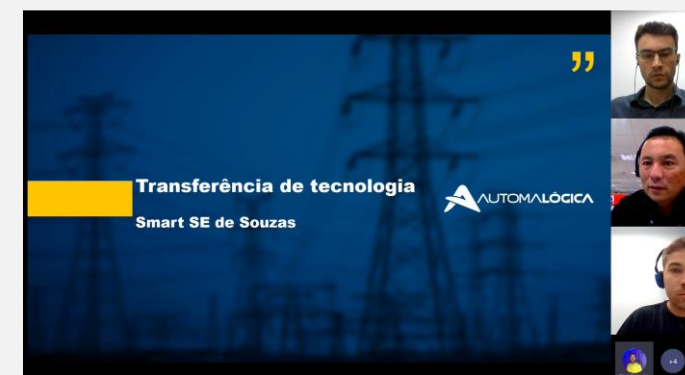 ”
Transferência de tecnologia
AUTOMALÓGICA
Smart SE de Souzas
+4